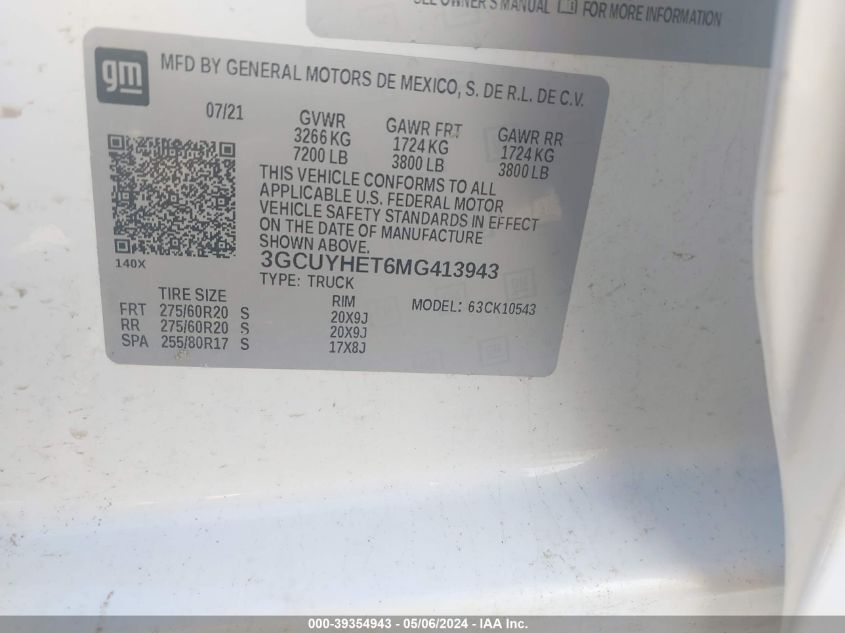 SEE OWNER'S MANUAL FOR MORE INFORMATION
gm
MFD BY GENERAL MOTORS DE MEXICO, S. DE R.L. DE C.V.
07/21
GVWR GAWR FRT GAWR RR
3266 KG 1724 KG 1724 KG
7200 LB 3800 LB 3800 LB
THIS VEHICLE CONFORMS TO ALL
APPLICABLE U.S. FEDERAL MOTOR
VEHICLE SAFETY STANDARDS IN EFFECT
ON THE DATE OF MANUFACTURE
SHOWN ABOVE.
140X
3GCUYHET6MG413943
TYPE: TRUCK
MODEL: 63CK10543
TIRE SIZE RIM
FRT 275/60R20 S 20X9J
RR 275/60R20 S 20X9J
SPA 255/80R17 S 17X8J
000-39354943 - 05/06/2024 - IAA Inc.